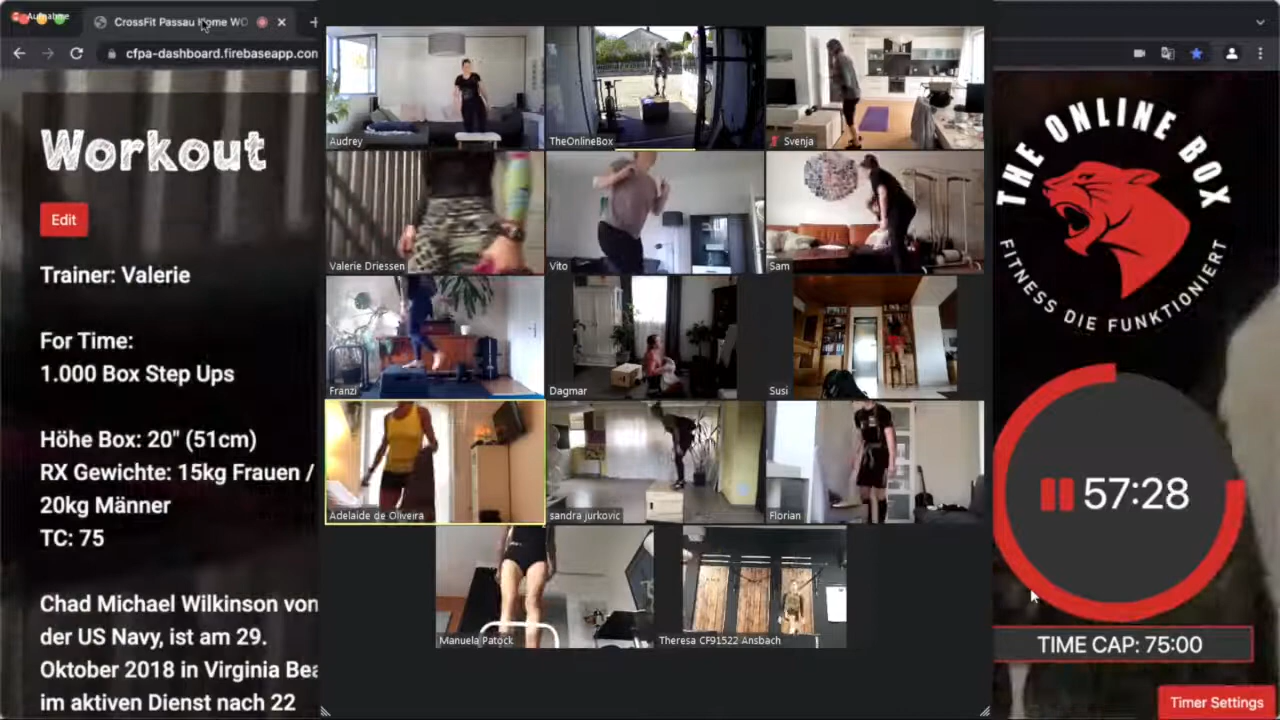 Aufnahme
CrossFit Passau Home WO
cfpa-dashboard.firebaseapp.com
Workout
Edit
Trainer: Valerie
For Time:
1.000 Box Step Ups
Höhe Box: 20" (51cm)
RX Gewichte: 15kg Frauen /
20kg Männer
TC: 75
Chad Michael Wilkinson von
der US Navy, ist am 29.
Oktober 2018 in Virginia Bea
im aktiven Dienst nach 22
Audrey
TheOnlineBox
Svenja
Valerie Driessen
Vito
Sam
Franzi
Dagmar
Susi
Adelaide de Oliveira
sandra jurkovic
Florian
Manuela Patock
Theresa CF91522 Ansbach
THE ONLINE BOX
FITNESS DIE FUNKTIONIERT
57:28
TIME CAP: 75:00
Timer Settings